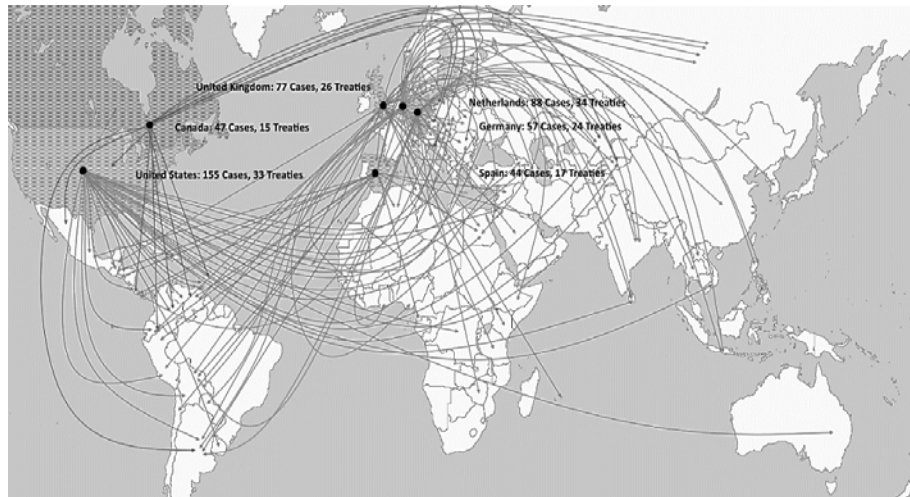 United Kingdom: 77 Cases, 26 Treaties
Netherlands: 88 Cases, 34 Treaties
Canada: 47 Cases, 15 Treaties
Germany: 57 Cases, 24 Treaties
United States: 155 Cases, 33 Treaties
Spain: 44 Cases, 17 Treaties